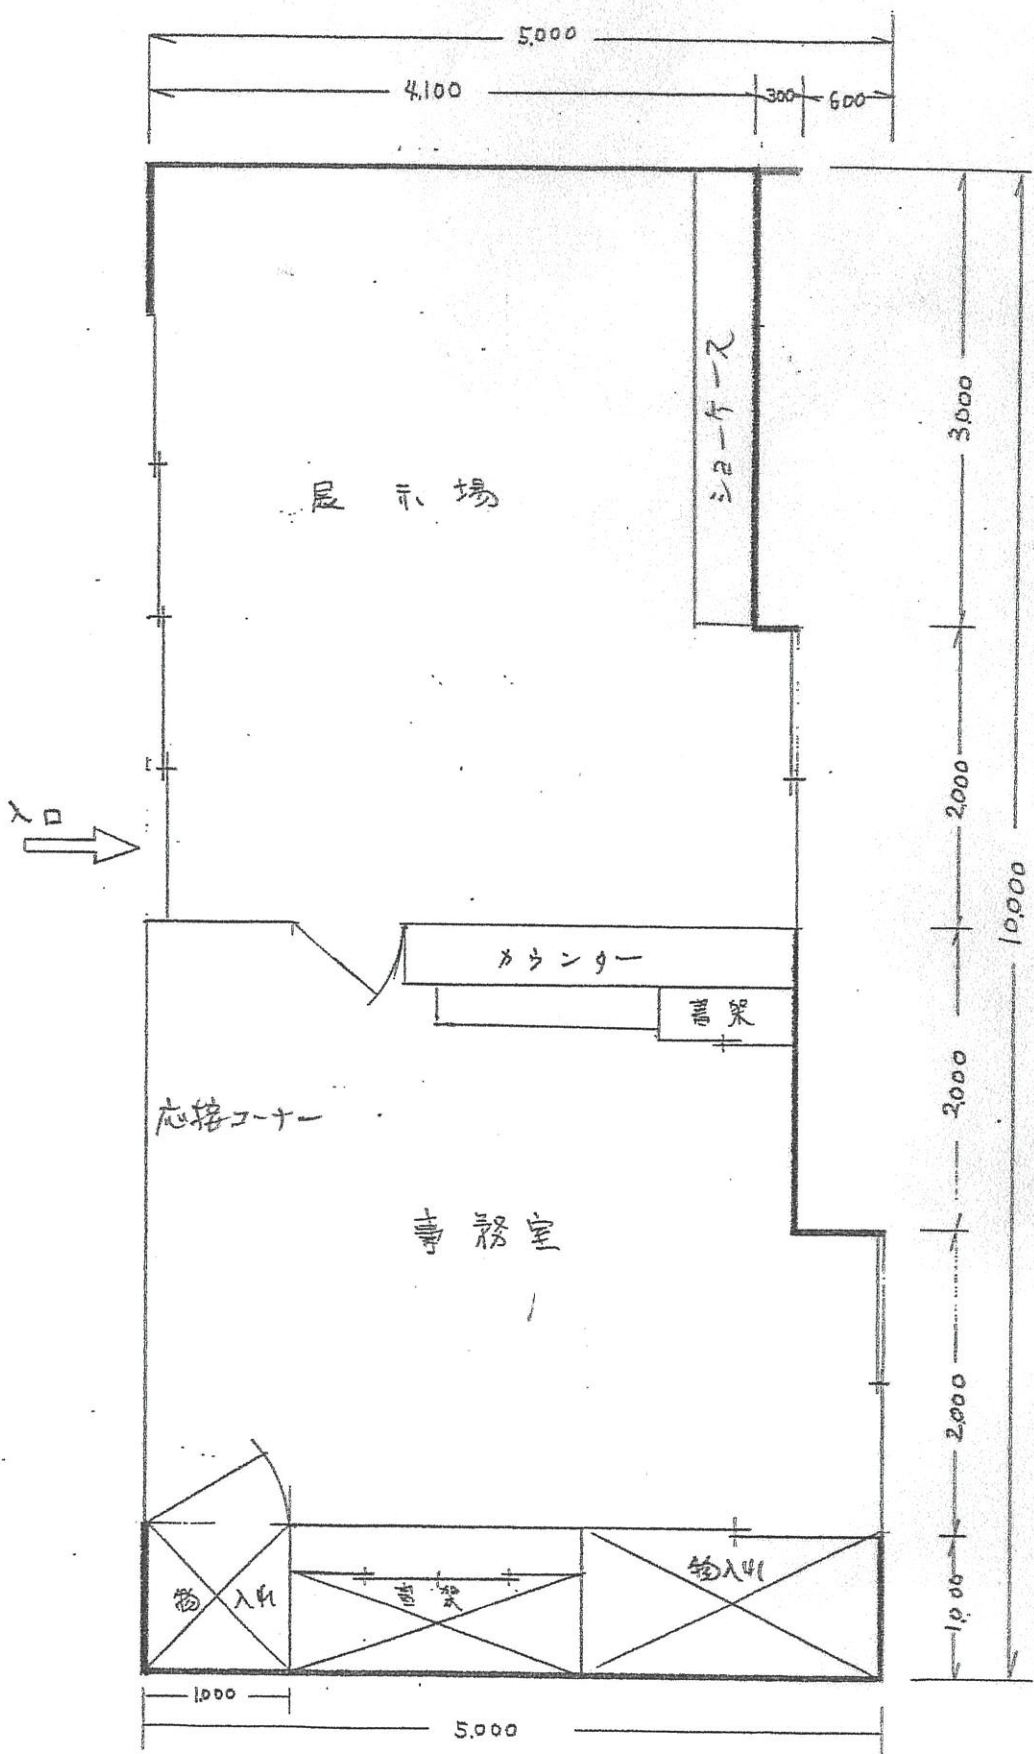 5,000
4,100
300
600
ショーケース
3,000
展示場
2,000
入口
10,000
カウンター
書架
2,000
応接コーナー
事務室
2,000
物入れ
書架
物入れ
1,000
1,000
5,000